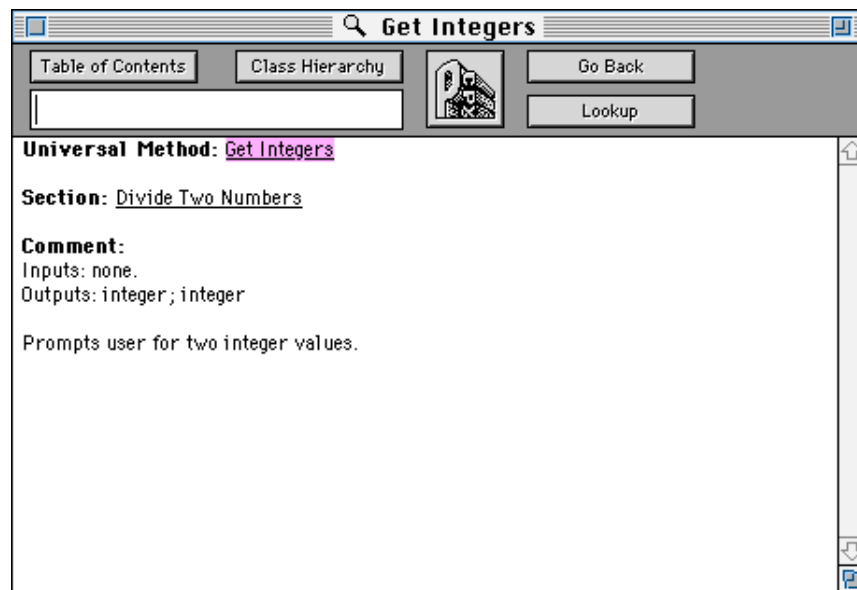 Get Integers
Table of Contents
Class Hierarchy
Go Back
Lookup
Universal Method: Get Integers
Section: Divide Two Numbers
Comment:
Inputs: none.
Outputs: integer; integer
Prompts user for two integer values.